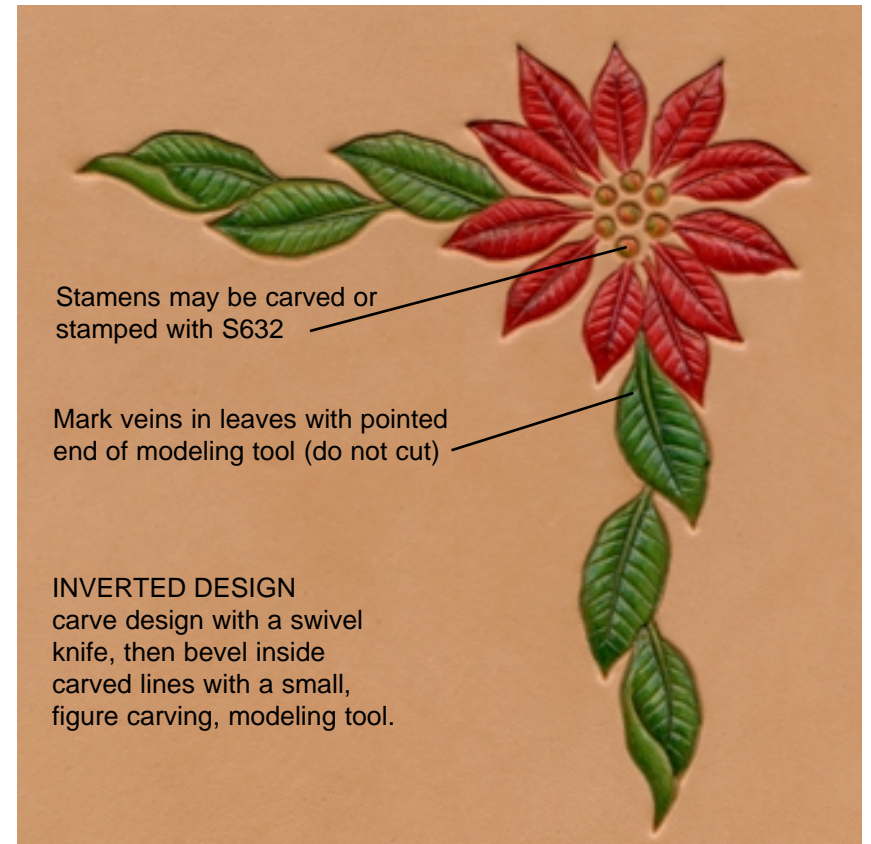 Stamens may be carved or
stamped with S632
Mark veins in leaves with pointed
end of modeling tool (do not cut)
INVERTED DESIGN
carve design with a swivel
knife, then bevel inside
carved lines with a small,
figure carving, modeling tool.